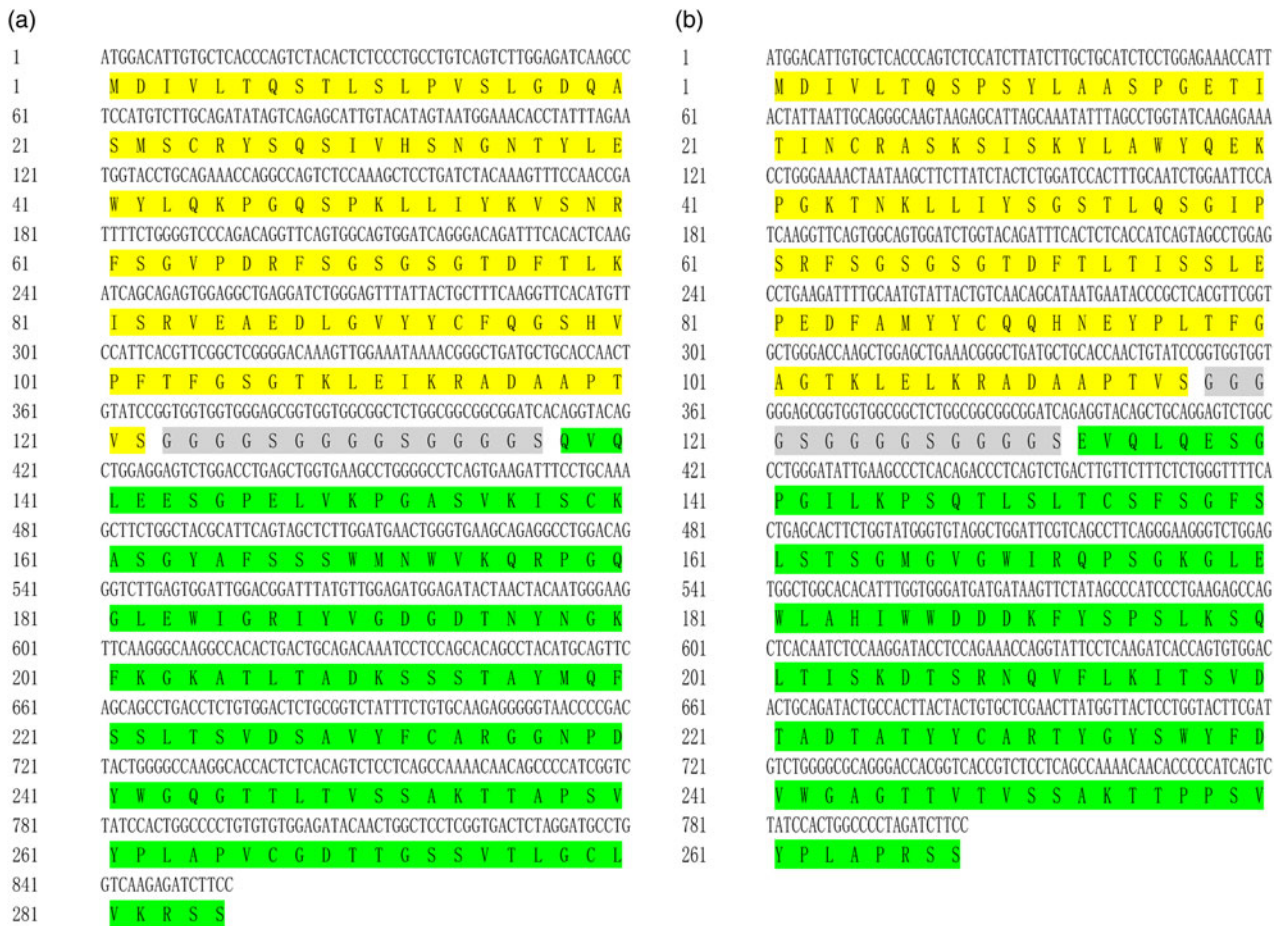 (a)
1 ATGGACATTGTGCTCACCCAGTCTACACTCTCCCTGCCTGTCAGTCTTGGAGATCAAGCC
1 M D I V L T Q S T L S L P V S L G D Q A
61 TCCATGTCTTGCAGATATAGTCAGAGCATTGTACATAGTAATGGAAACACCTATTTAGAA
21 S M S C R Y S Q S I V H S N G N T Y L E
121 TGGTACCTGCAGAAACCAGGCCAGTCTCCAAAGCTCCTGATCTACAAAGTTTCCAACCGA
41 W Y L Q K P G Q S P K L L I Y K V S N R
181 TTTTCTGGGGTCCCAGACAGGTTCAGTGGCAGTGGATCAGGGACAGATTTCACACTCAAG
61 F S G V P D R F S G S G S G T D F T L K
241 ATCAGCAGAGTGGAGGCTGAGGATCTGGGAGTTTATTACTGCTTTCAAGGTTCACATGTT
81 I S R V E A E D L G V Y Y C F Q G S H V
301 CCATTCACGTTCGGCTCGGGGACAAAGTTGGAAATAAAACGGGCTGATGCTGCACCAACT
101 P F T F G S G T K L E I K R A D A A P T
361 GTATCCGGTGGTGGTGGGAGCGGTGGTGGCGGCTCTGGCGGCGGCGGATCACAGGTACAG
121 V S G G G G S G G G G S G G G G S Q V Q
421 CTGGAGGAGTCTGGACCTGAGCTGGTGAAGCCTGGGGCCTCAGTGAAGATTTCCTGCAAA
141 L E E S G P E L V K P G A S V K I S C K
481 GCTTCTGGCTACGCATTCAGTAGCTCTTGGATGAACTGGGTGAAGCAGAGGCCTGGACAG
161 A S G Y A F S S S W M N W V K Q R P G Q
541 GGTCTTGAGTGGATTGGACGGATTTATGTTGGAGATGGAGATACTAACTACAATGGGAAG
181 G L E W I G R I Y V G D G D T N Y N G K
601 TTCAAGGGCAAGGCCACACTGACTGCAGACAAATCCTCCAGCACAGCCTACATGCAGTTC
201 F K G K A T L T A D K S S S T A Y M Q F
661 AGCAGCCTGACCTCTGTGGACTCTGCGGTCTATTTCTGTGCAAGAGGGGGTAACCCCGAC
221 S S L T S V D S A V Y F C A R G G N P D
721 TACTGGGGCCAAGGCACCACTCTCACAGTCTCCTCAGCCAAAACAACAGCCCCATCGGTC
241 Y W G Q G T T L T V S S A K T T A P S V
781 TATCCACTGGCCCCTGTGTGTGGAGATACAACTGGCTCCTCGGTGACTCTAGGATGCCTG
261 Y P L A P V C G D T T G S S V T L G C L
841 GTCAAGAGATCTTCC
281 V K R S S
(b)
1 ATGGACATTGTGCTCACCCAGTCTCCATCTTATCTTGCTGCATCTCCTGGAGAAACCATT
1 M D I V L T Q S P S Y L A A S P G E T I
61 ACTATTAATTGCAGGGCAAGTAAGAGCATTAGCAAATATTTAGCCTGGTATCAAGAGAAA
21 T I N C R A S K S I S K Y L A W Y Q E K
121 CCTGGGAAAACTAATAAGCTTCTTATCTACTCTGGATCCACTTTGCAATCTGGAATTCCA
41 P G K T N K L L I Y S G S T L Q S G I P
181 TCAAGGTTCAGTGGCAGTGGATCTGGTACAGATTTCACTCTCACCATCAGTAGCCTGGAG
61 S R F S G S G S G T D F T L T I S S L E
241 CCTGAAGATTTTGCAATGTATTACTGTCAACAGCATAATGAATACCCGCTCACGTTCGGT
81 P E D F A M Y Y C Q Q H N E Y P L T F G
301 GCTGGGACCAAGCTGGAGCTGAAACGGGCTGATGCTGCACCAACTGTATCCGGTGGTGGT
101 A G T K L E L K R A D A A P T V S G G G
361 GGGAGCGGTGGTGGCGGCTCTGGCGGCGGCGGATCAGAGGTACAGCTGCAGGAGTCTGGC
121 G S G G G G S G G G G S E V Q L Q E S G
421 CCTGGGATATTGAAGCCCTCACAGACCCTCAGTCTGACTTGTTCTTTCTCTGGGTTTTCA
141 P G I L K P S Q T L S L T C S F S G F S
481 CTGAGCACTTCTGGTATGGGTGTAGGCTGGATTCGTCAGCCTTCAGGGAAGGGTCTGGAG
161 L S T S G M G V G W I R Q P S G K G L E
541 TGGCTGGCACACATTTGGTGGGATGATGATAAGTTCTATAGCCCATCCCTGAAGAGCCAG
181 W L A H I W W D D D K F Y S P S L K S Q
601 CTCACAATCTCCAAGGATACCTCCAGAAACCAGGTATTCCTCAAGATCACCAGTGTGGAC
201 L T I S K D T S R N Q V F L K I T S V D
661 ACTGCAGATACTGCCACTTACTACTGTGCTCGAACTTATGGTTACTCCTGGTACTTCGAT
221 T A D T A T Y Y C A R T Y G Y S W Y F D
721 GTCTGGGGCGCAGGGACCACGGTCACCGTCTCCTCAGCCAAAACAACACCCCCATCAGTC
241 V W G A G T T V T V S S A K T T P P S V
781 TATCCACTGGCCCCTAGATCTTCC
261 Y P L A P R S S